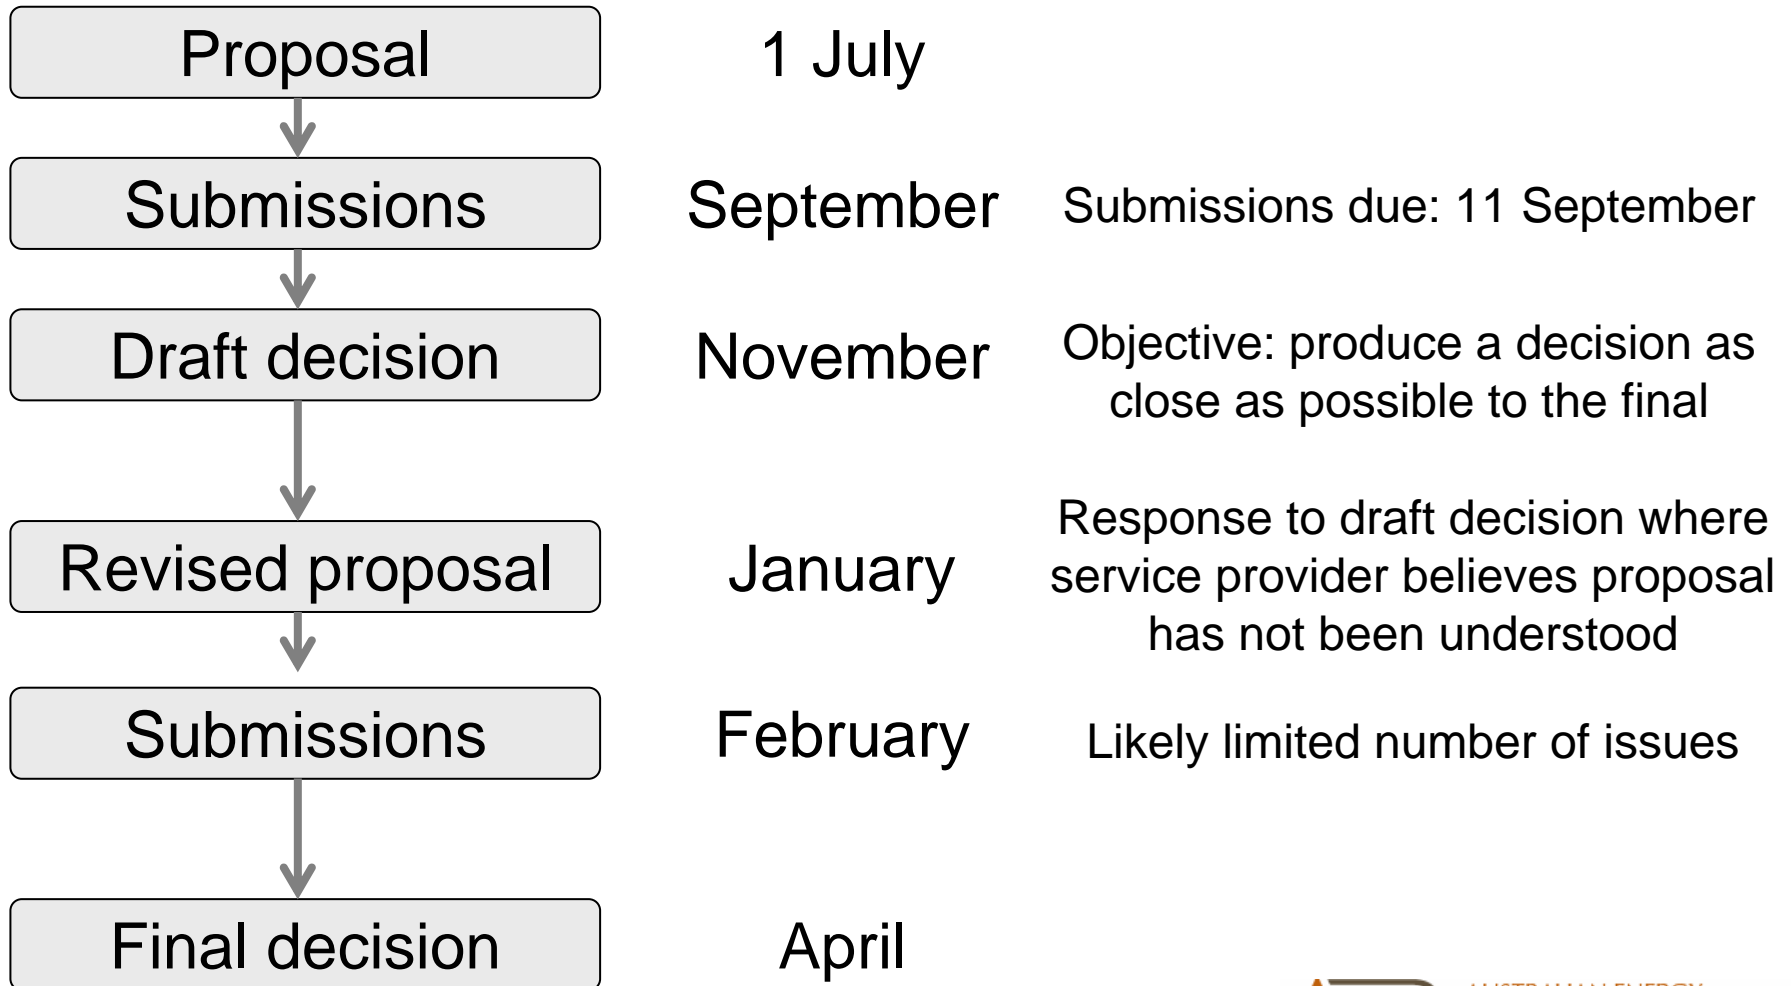 Proposal
1 July
Submissions
September
Submissions due: 11 September
Draft decision
November
Objective: produce a decision as
close as possible to the final
Revised proposal
January
Response to draft decision where
service provider believes proposal
has not been understood
Submissions
February
Likely limited number of issues
Final decision
April
AUSTRALIAN ENERGY